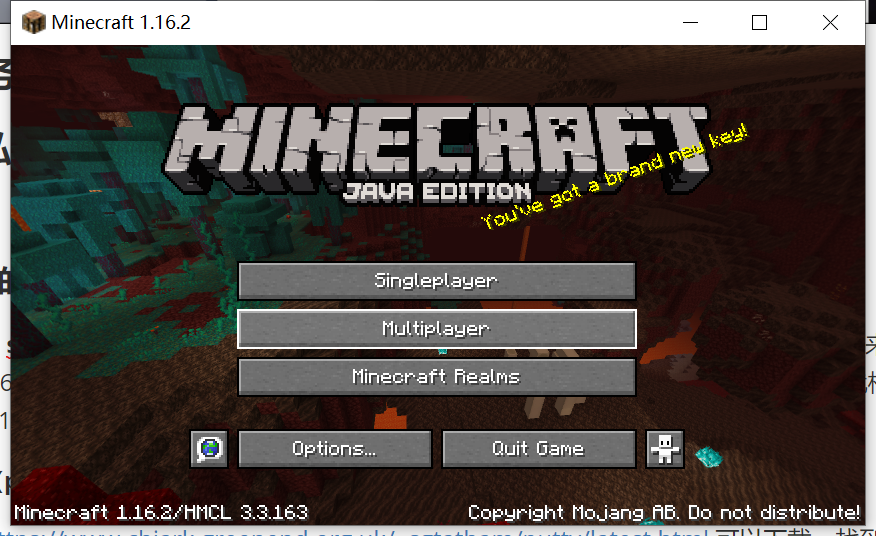 Minecraft 1.16.2
MINECRAFT
JAVA EDITION
You've got a brand new key!
Singleplayer
Multiplayer
Minecraft Realms
Options...
Quit Game
Minecraft 1.16.2/HMCL 3.3.163
Copyright Mojang AB. Do not distribute!